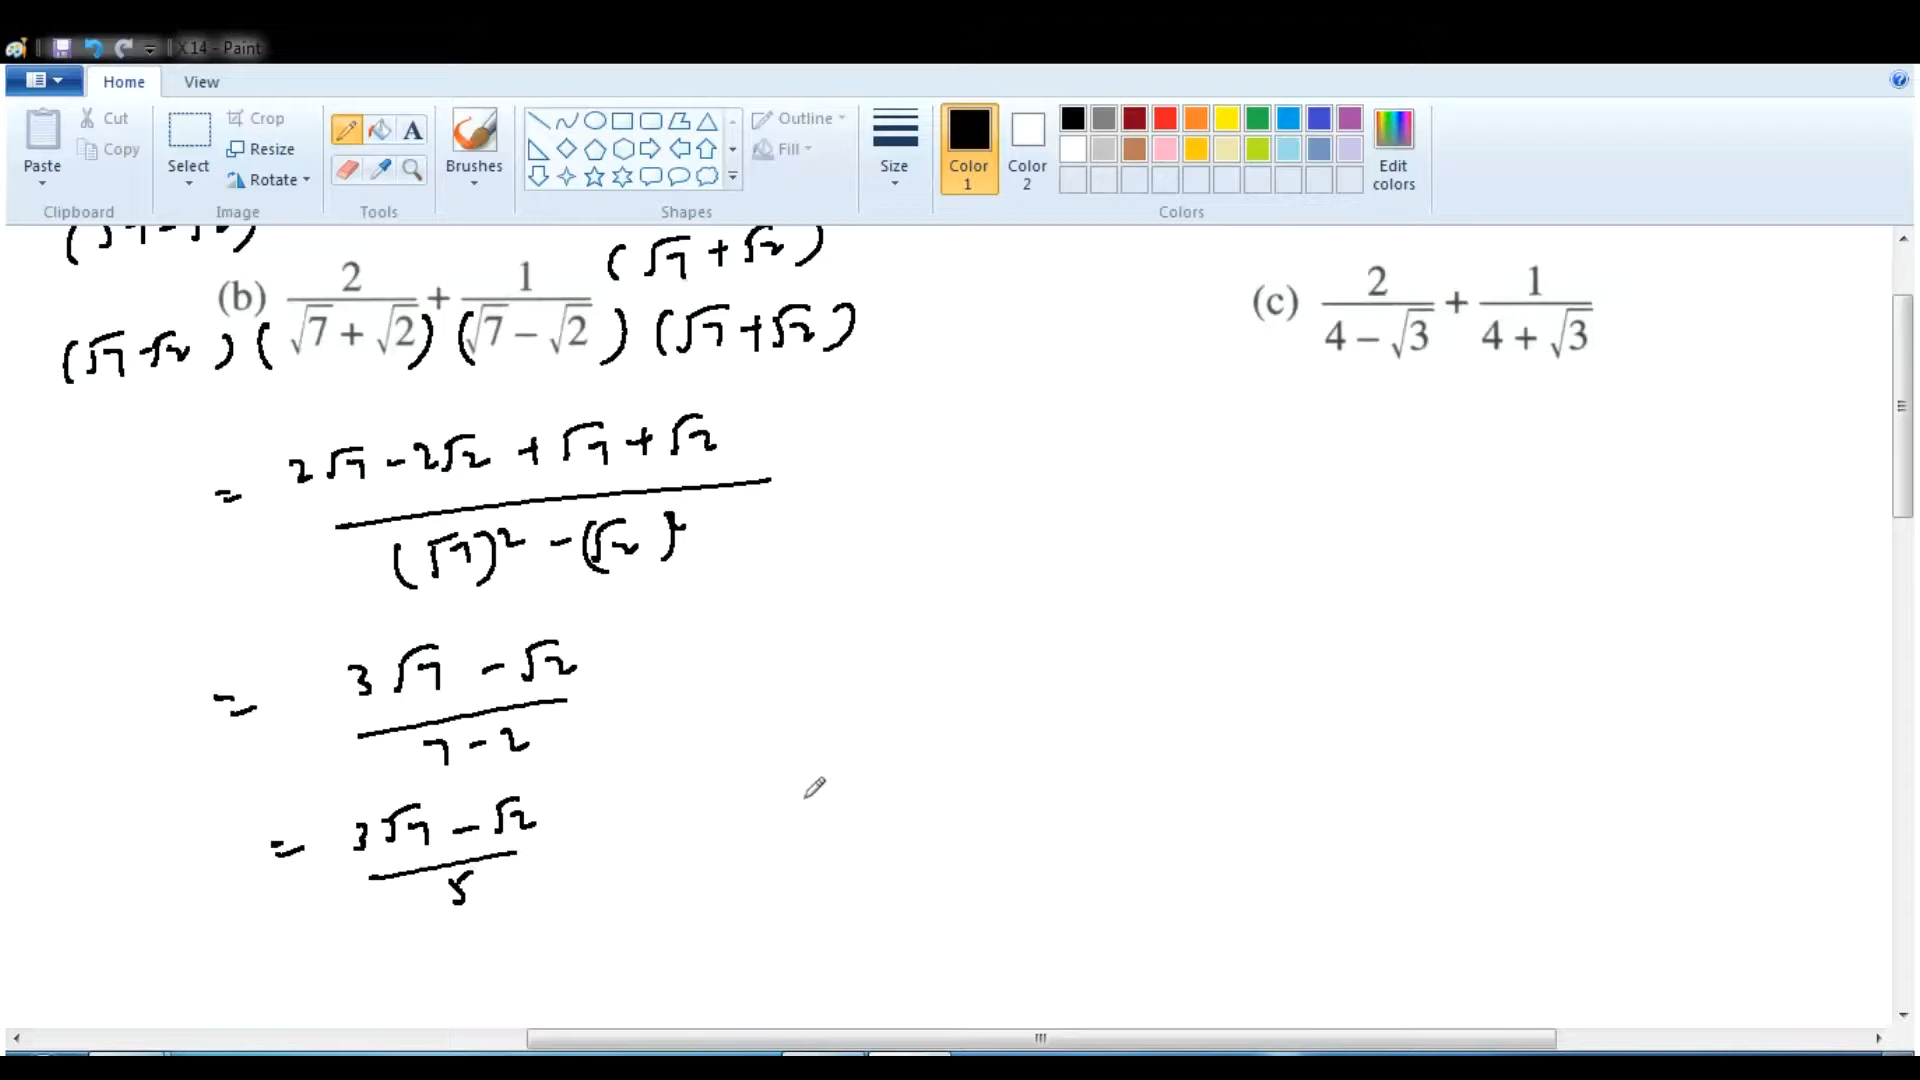 X14 - Paint
Home View
Paste Cut Copy Clipboard
Select Crop Resize Rotate Image
A Tools
Brushes
Shapes Outline Fill
Size
Color 1 Color 2 Edit colors Colors
(√7-√2) (√7+√2)
(b) 2/(√7 + √2) + 1/(√7 − √2)
(√7-√2) ( ) ( ) (√7+√2)
(c) 2/(4 − √3) + 1/(4 + √3)
= (2√7-2√2+√7+√2)/((√7)²-(√2)²)
= (3√7-√2)/(7-2)
= (3√7-√2)/5